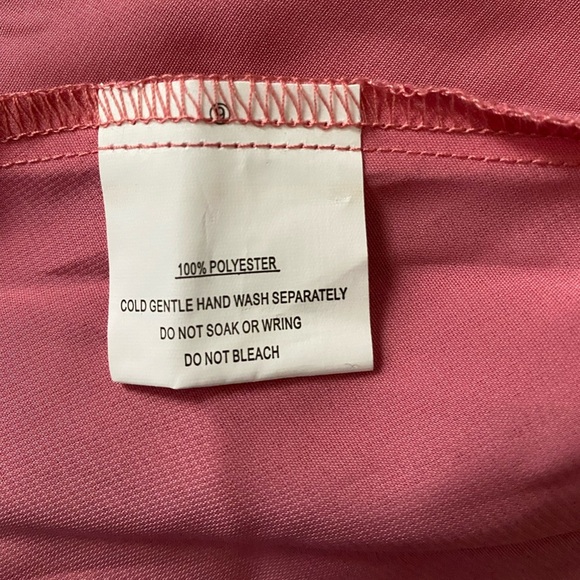 100% POLYESTER
COLD GENTLE HAND WASH SEPARATELY
DO NOT SOAK OR WRING
DO NOT BLEACH